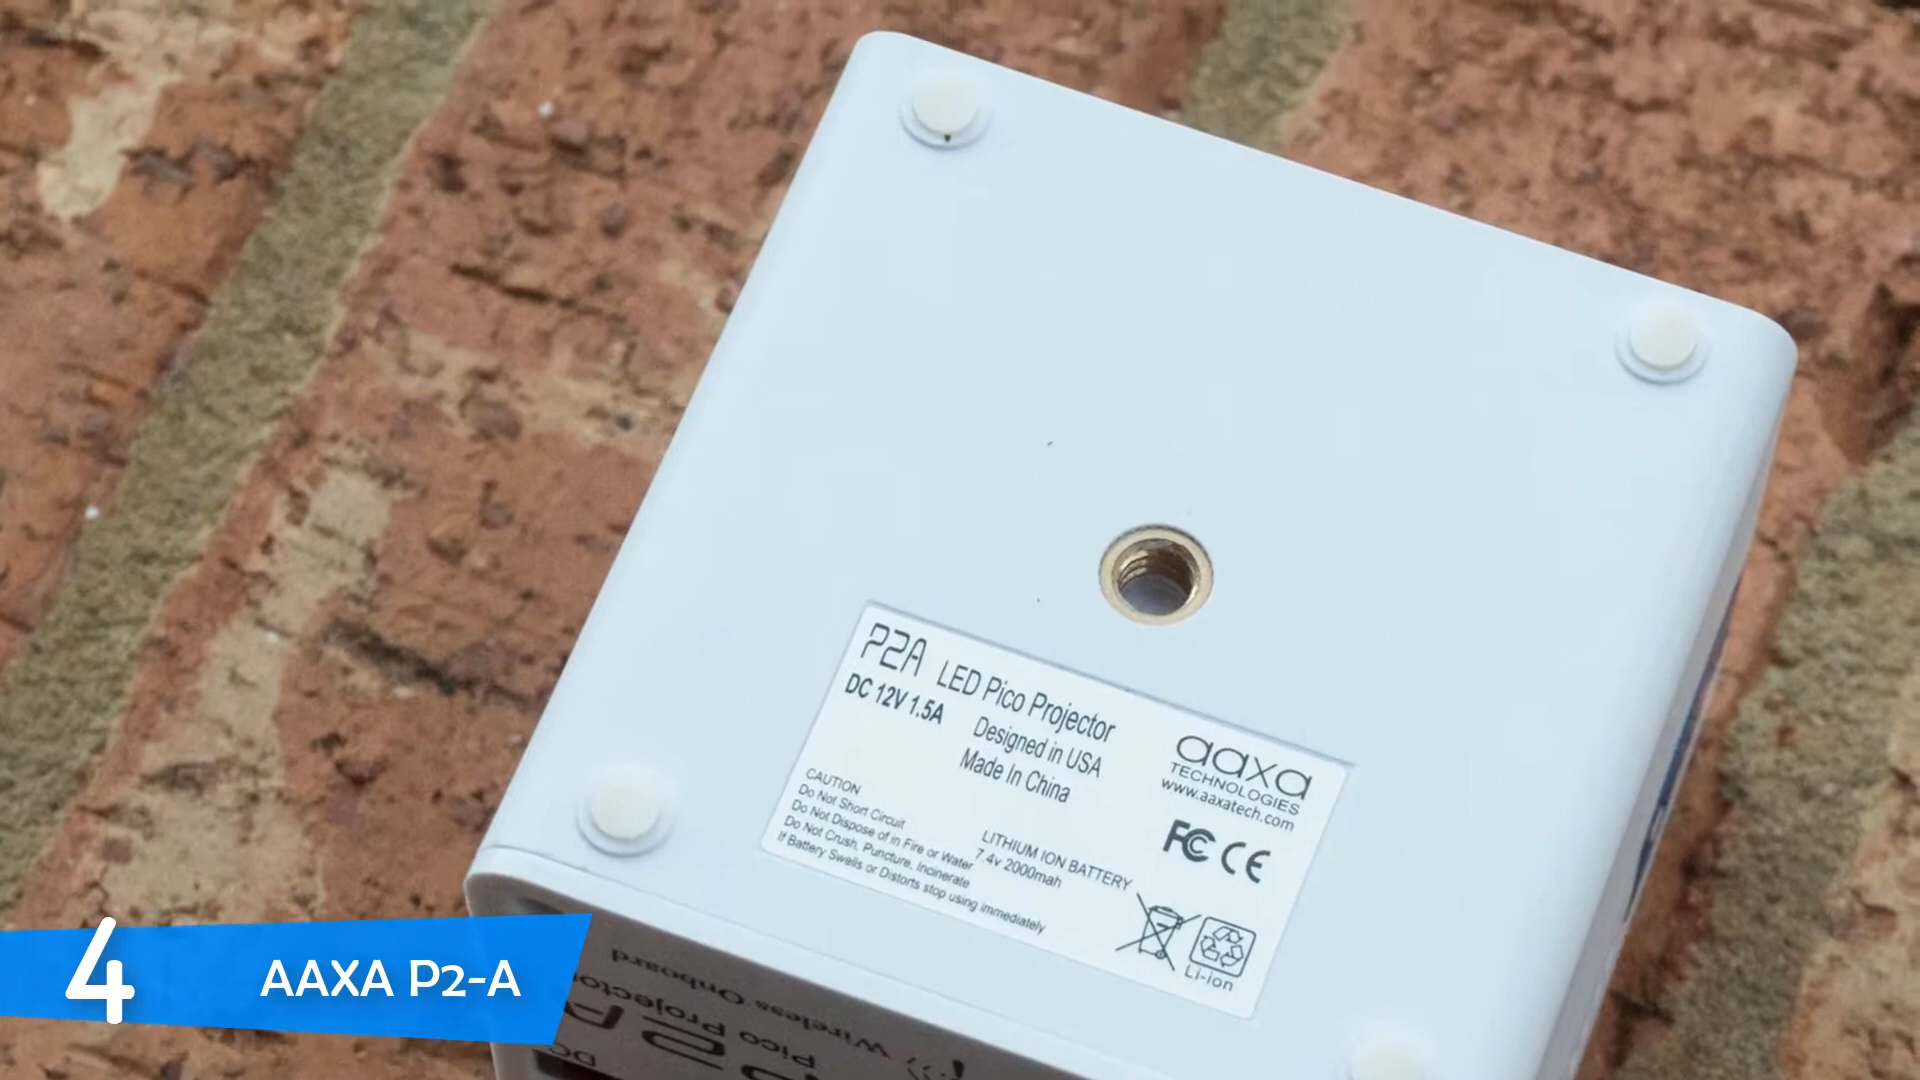 P2A LED Pico Projector
DC 12V 1.5A
Designed in USA
Made In China
aaxa
TECHNOLOGIES
www.aaxatech.com
CAUTION
Do Not Short Circuit
Do Not Dispose of in Fire or Water
Do Not Crush, Puncture, Incinerate
If Battery Swells or Distorts stop using immediately
LITHIUM ION BATTERY
7.4v 2000mah
FC CE
Li-ion
4 AAXA P2-A
Wireless Onboard
Pico Projector
DC